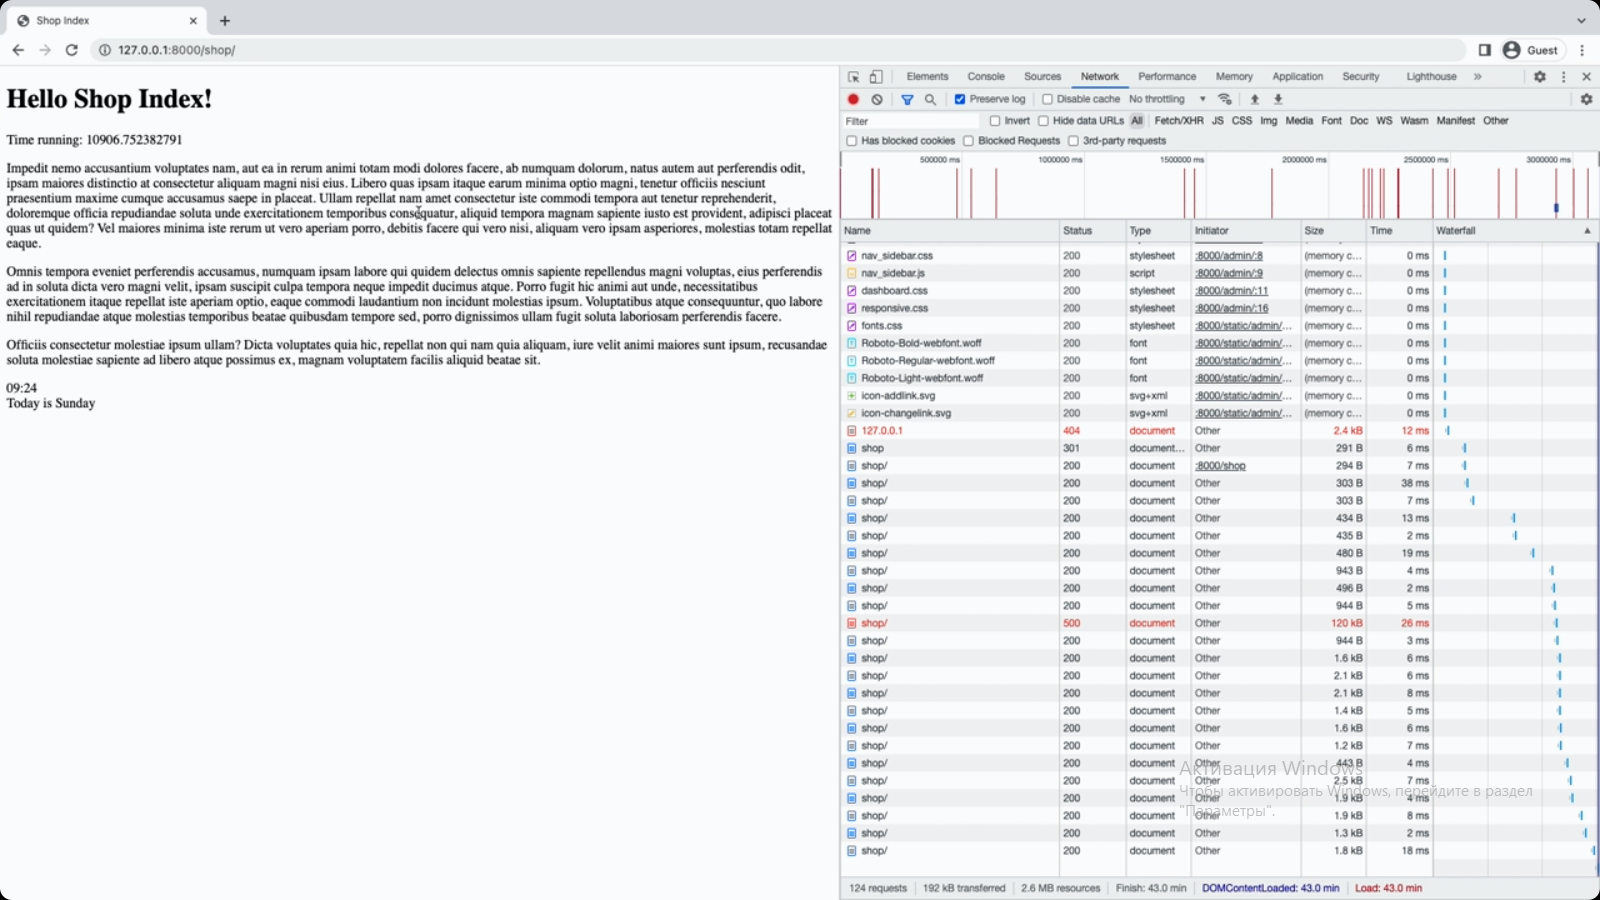 Shop Index
127.0.0.1:8000/shop/
Guest
Hello Shop Index!
Time running: 10906.752382791
Impedit nemo accusantium voluptates nam, aut ea in rerum animi totam modi dolores facere, ab numquam dolorum, natus autem aut perferendis odit,
ipsam maiores distinctio at consectetur aliquam magni nisi eius. Libero quas ipsam itaque earum minima optio magni, tenetur officiis nesciunt
praesentium maxime cumque accusamus saepe in placeat. Ullam repellat nam amet consectetur iste commodi tempora aut tenetur reprehenderit,
doloremque officia repudiandae soluta unde exercitationem temporibus consequatur, aliquid tempora magnam sapiente iusto est provident, adipisci placeat
quas ut quidem? Vel maiores minima iste rerum ut vero aperiam porro, debitis facere qui vero nisi, aliquam vero ipsam asperiores, molestias totam repellat
eaque.
Omnis tempora eveniet perferendis accusamus, numquam ipsam labore qui quidem delectus omnis sapiente repellendus magni voluptas, eius perferendis
ad in soluta dicta vero magni velit, ipsam suscipit culpa tempora neque impedit ducimus atque. Porro fugit hic animi aut unde, necessitatibus
exercitationem itaque repellat iste aperiam optio, eaque commodi laudantium non incidunt molestias ipsum. Voluptatibus atque consequuntur, quo labore
nihil repudiandae atque molestias temporibus beatae quibusdam tempore sed, porro dignissimos ullam fugit soluta laboriosam perferendis facere.
Officiis consectetur molestiae ipsum ullam? Dicta voluptates quia hic, repellat non qui nam quia aliquam, iure velit animi maiores sunt ipsum, recusandae
soluta molestiae sapiente ad libero atque possimus ex, magnam voluptatem facilis aliquid beatae sit.
09:24
Today is Sunday
Elements Console Sources Network Performance Memory Application Security Lighthouse
Preserve log Disable cache No throttling
Filter Invert Hide data URLs All Fetch/XHR JS CSS Img Media Font Doc WS Wasm Manifest Other
Has blocked cookies Blocked Requests 3rd-party requests
500000 ms 1000000 ms 1500000 ms 2000000 ms 2500000 ms 3000000 ms
Name Status Type Initiator Size Time Waterfall
nav_sidebar.css 200 stylesheet :8000/admin/:8 (memory c... 0 ms
nav_sidebar.js 200 script :8000/admin/:9 (memory c... 0 ms
dashboard.css 200 stylesheet :8000/admin/:11 (memory c... 0 ms
responsive.css 200 stylesheet :8000/admin/:16 (memory c... 0 ms
fonts.css 200 stylesheet :8000/static/admin/... (memory c... 0 ms
Roboto-Bold-webfont.woff 200 font :8000/static/admin/... (memory c... 0 ms
Roboto-Regular-webfont.woff 200 font :8000/static/admin/... (memory c... 0 ms
Roboto-Light-webfont.woff 200 font :8000/static/admin/... (memory c... 0 ms
icon-addlink.svg 200 svg+xml :8000/static/admin/... (memory c... 0 ms
icon-changelink.svg 200 svg+xml :8000/static/admin/... (memory c... 0 ms
127.0.0.1 404 document Other 2.4 kB 12 ms
shop 301 document... Other 291 B 6 ms
shop/ 200 document :8000/shop 294 B 7 ms
shop/ 200 document Other 303 B 38 ms
shop/ 200 document Other 303 B 7 ms
shop/ 200 document Other 434 B 13 ms
shop/ 200 document Other 435 B 2 ms
shop/ 200 document Other 480 B 19 ms
shop/ 200 document Other 943 B 4 ms
shop/ 200 document Other 496 B 2 ms
shop/ 200 document Other 944 B 5 ms
shop/ 500 document Other 120 kB 26 ms
shop/ 200 document Other 944 B 3 ms
shop/ 200 document Other 1.6 kB 6 ms
shop/ 200 document Other 2.1 kB 6 ms
shop/ 200 document Other 2.1 kB 8 ms
shop/ 200 document Other 1.4 kB 5 ms
shop/ 200 document Other 1.6 kB 6 ms
shop/ 200 document Other 1.2 kB 7 ms
shop/ 200 document Other 443 B 4 ms
shop/ 200 document Other 2.5 kB 7 ms
shop/ 200 document Other 1.9 kB 4 ms
shop/ 200 document Other 1.9 kB 8 ms
shop/ 200 document Other 1.3 kB 2 ms
shop/ 200 document Other 1.8 kB 18 ms
Активация Windows
Чтобы активировать Windows, перейдите в раздел
"Параметры".
124 requests 192 kB transferred 2.6 MB resources Finish: 43.0 min DOMContentLoaded: 43.0 min Load: 43.0 min